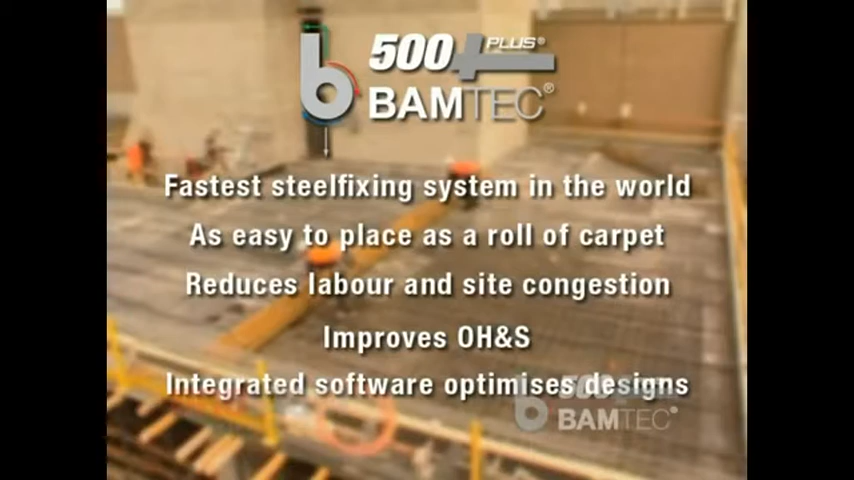 500 PLUS®
BAMTEC®
Fastest steelfixing system in the world
As easy to place as a roll of carpet
Reduces labour and site congestion
Improves OH&S
Integrated software optimises designs
500
BAMTEC®